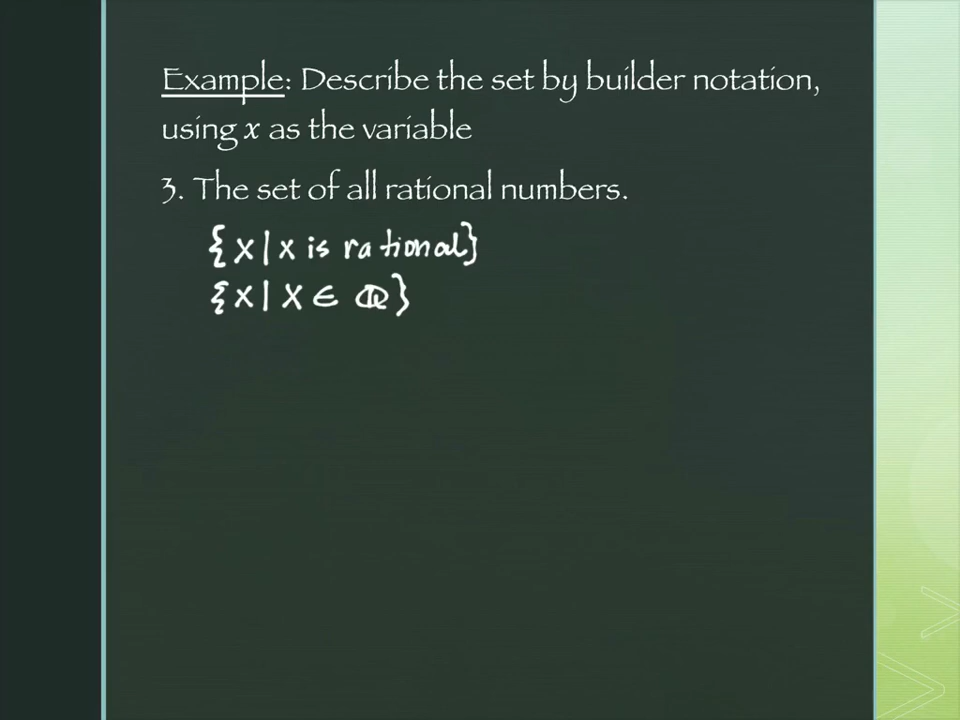 Example: Describe the set by builder notation,
using x as the variable
3. The set of all rational numbers.
{x | x is rational}
{x | x ∈ ℚ}